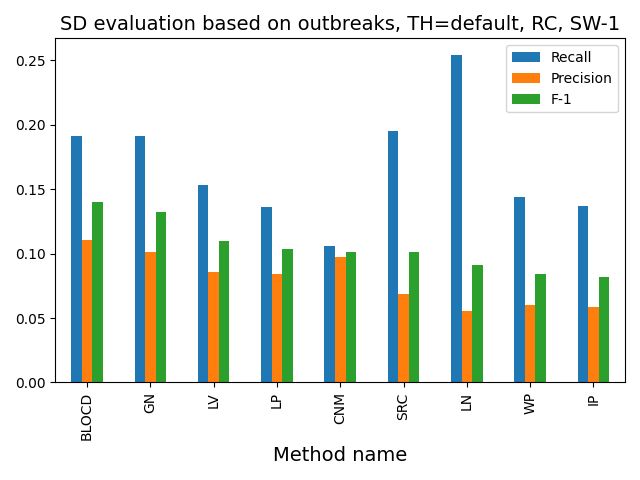 SD evaluation based on outbreaks, TH=default, RC, SW-1
Recall
Precision
F-1
0.25
0.20
0.15
0.10
0.05
0.00
BLOCD
GN
LV
LP
CNM
SRC
LN
WP
IP
Method name